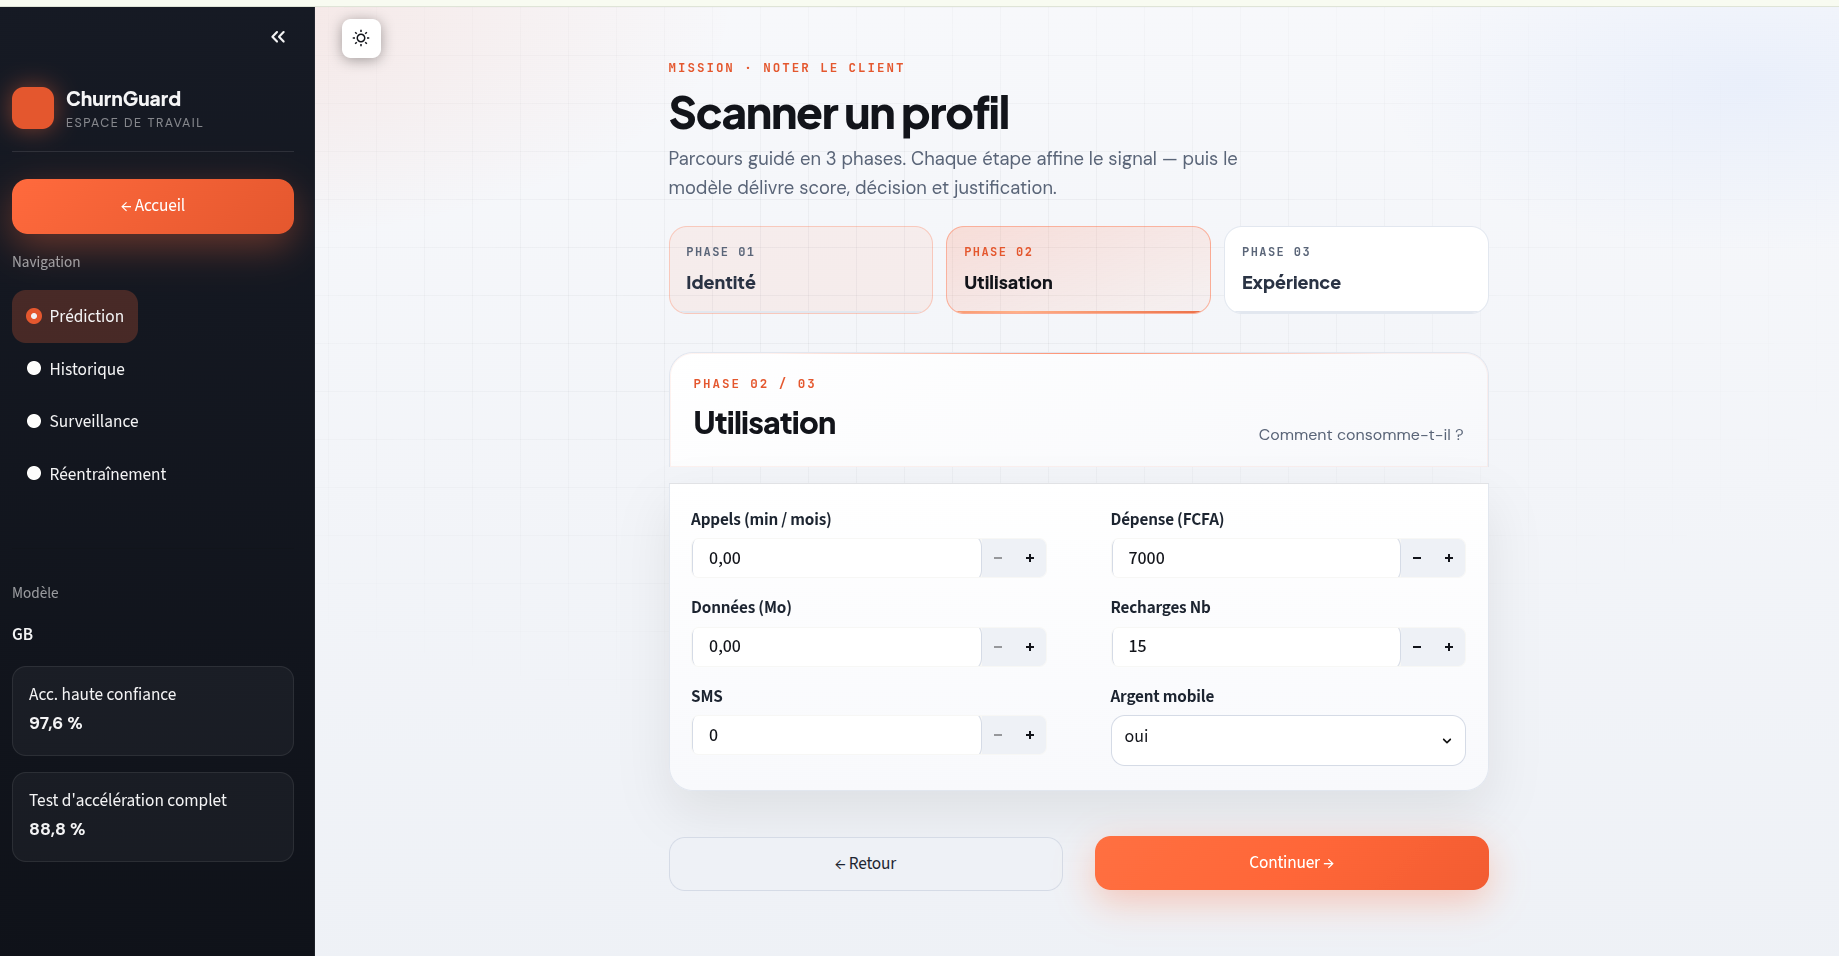 ChurnGuard
ESPACE DE TRAVAIL
← Accueil
Navigation
Prédiction
Historique
Surveillance
Réentraînement
Modèle
GB
Acc. haute confiance
97,6 %
Test d'accélération complet
88,8 %
MISSION · NOTER LE CLIENT
Scanner un profil
Parcours guidé en 3 phases. Chaque étape affine le signal — puis le
modèle délivre score, décision et justification.
PHASE 01
Identité
PHASE 02
Utilisation
PHASE 03
Expérience
PHASE 02 / 03
Utilisation
Comment consomme-t-il ?
Appels (min / mois)
0,00
Dépense (FCFA)
7000
Données (Mo)
0,00
Recharges Nb
15
SMS
0
Argent mobile
oui
← Retour
Continuer →